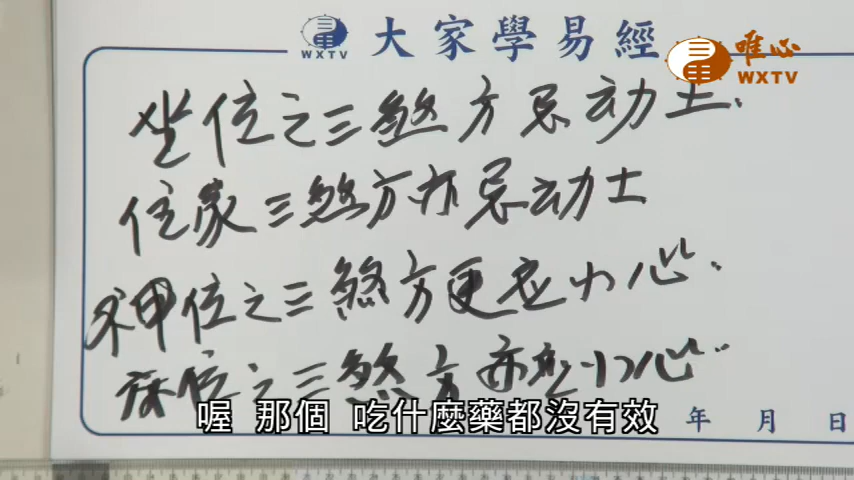 WXTV 大家學易經
唯心
WXTV
坐位之三煞方忌动土.
住家三煞方亦忌动土
神位之三煞方更应小心.
床位之三煞方亦应小心..
喔 那個 吃什麼藥都沒有效
年 月 日